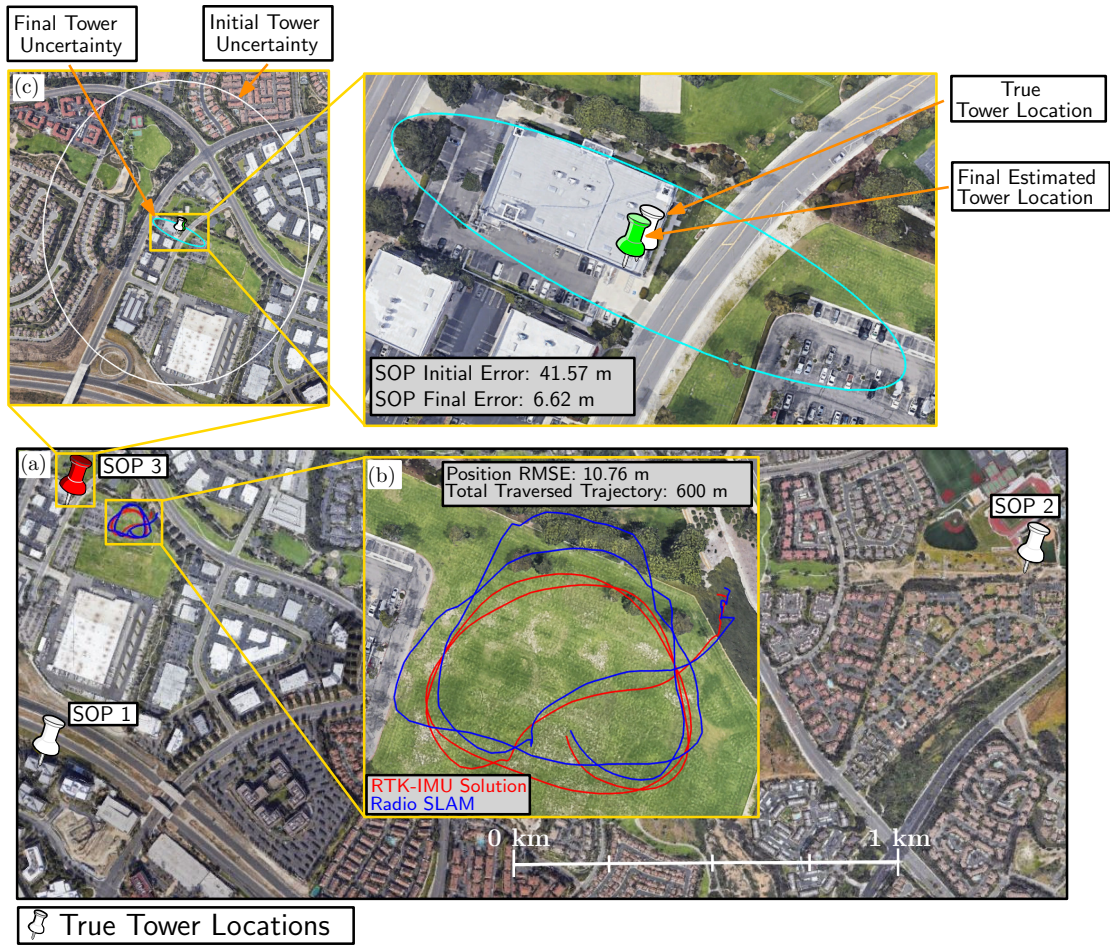 Final Tower
Uncertainty
Initial Tower
Uncertainty
(c)
True
Tower Location
Final Estimated
Tower Location
SOP Initial Error: 41.57 m
SOP Final Error: 6.62 m
(a)
SOP 3
(b)
Position RMSE: 10.76 m
Total Traversed Trajectory: 600 m
SOP 2
SOP 1
RTK-IMU Solution
Radio SLAM
0 km
1 km
True Tower Locations